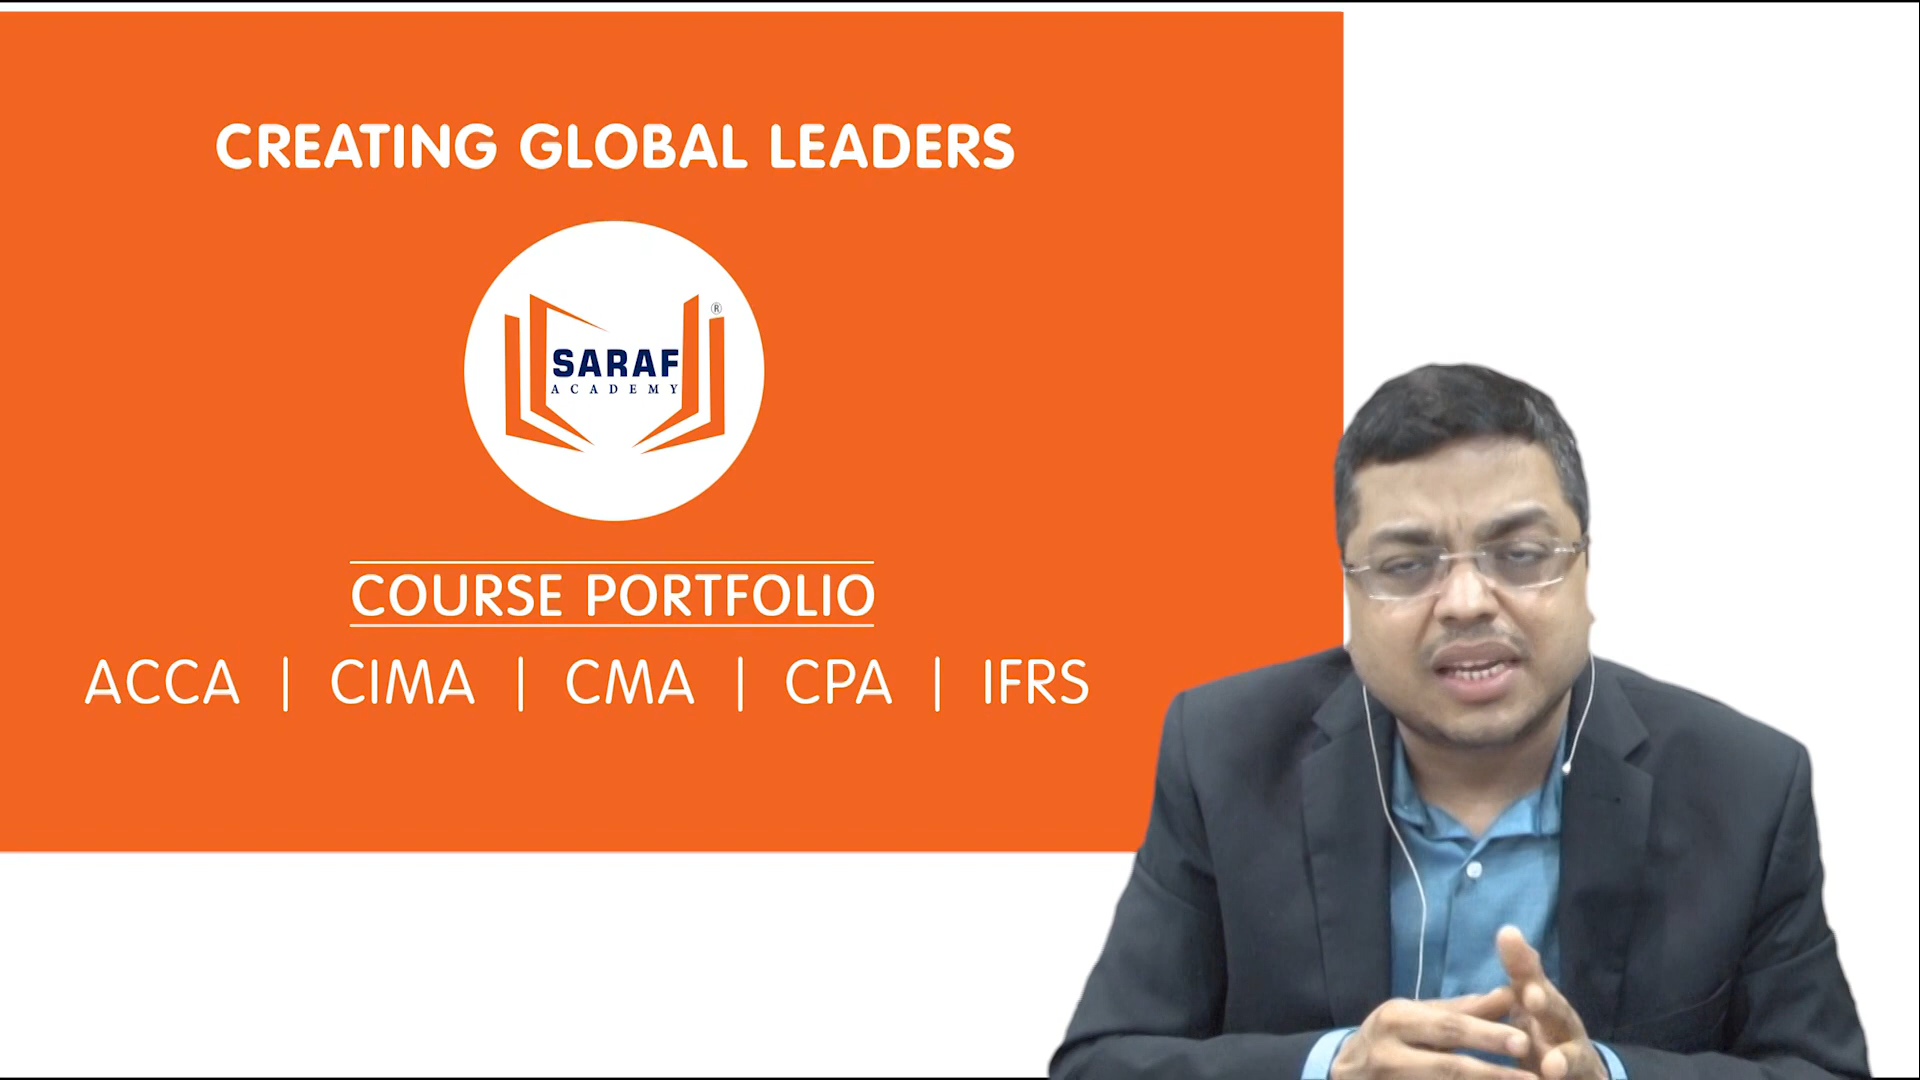 CREATING GLOBAL LEADERS
®
SARAF
ACADEMY
COURSE PORTFOLIO
ACCA | CIMA | CMA | CPA | IFRS